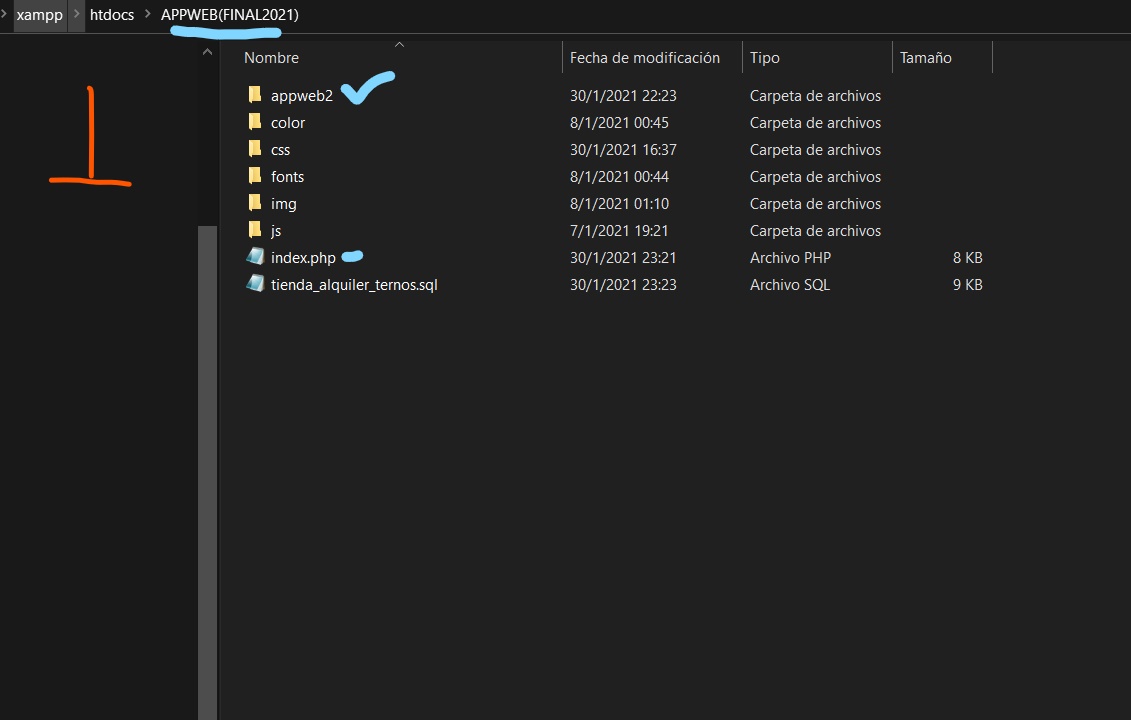 xampp > htdocs > APPWEB(FINAL2021)
Nombre Fecha de modificación Tipo Tamaño
appweb2 30/1/2021 22:23 Carpeta de archivos
color 8/1/2021 00:45 Carpeta de archivos
css 30/1/2021 16:37 Carpeta de archivos
fonts 8/1/2021 00:44 Carpeta de archivos
img 8/1/2021 01:10 Carpeta de archivos
js 7/1/2021 19:21 Carpeta de archivos
index.php 30/1/2021 23:21 Archivo PHP 8 KB
tienda_alquiler_ternos.sql 30/1/2021 23:23 Archivo SQL 9 KB
1